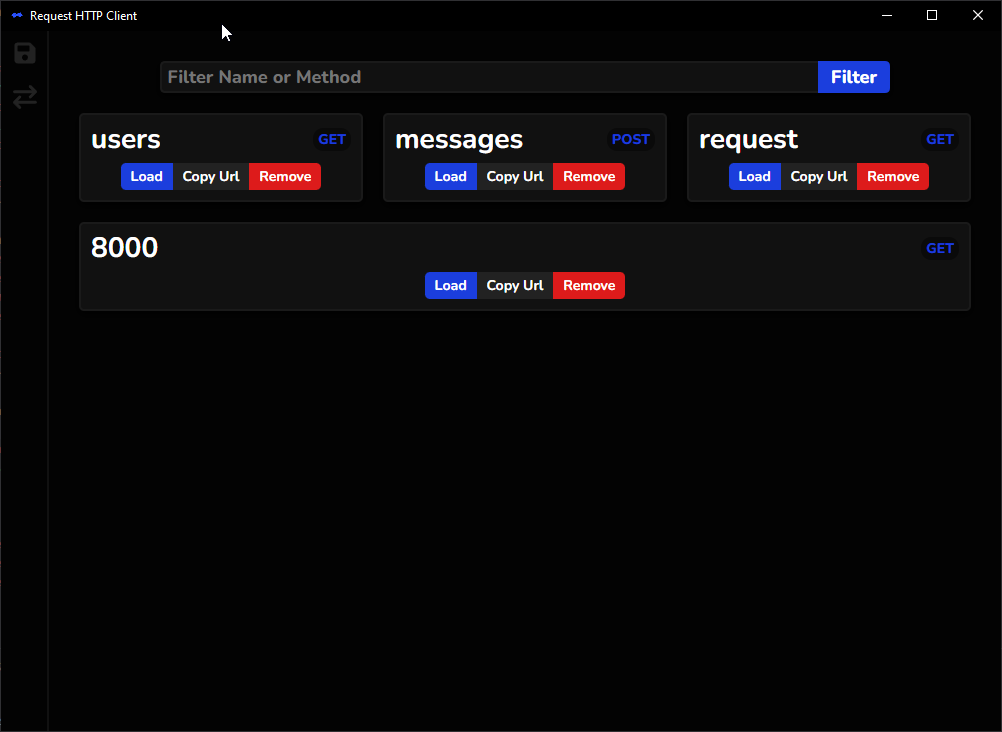 Request HTTP Client
Filter Name or Method
Filter
users
GET
Load
Copy Url
Remove
messages
POST
Load
Copy Url
Remove
request
GET
Load
Copy Url
Remove
8000
GET
Load
Copy Url
Remove